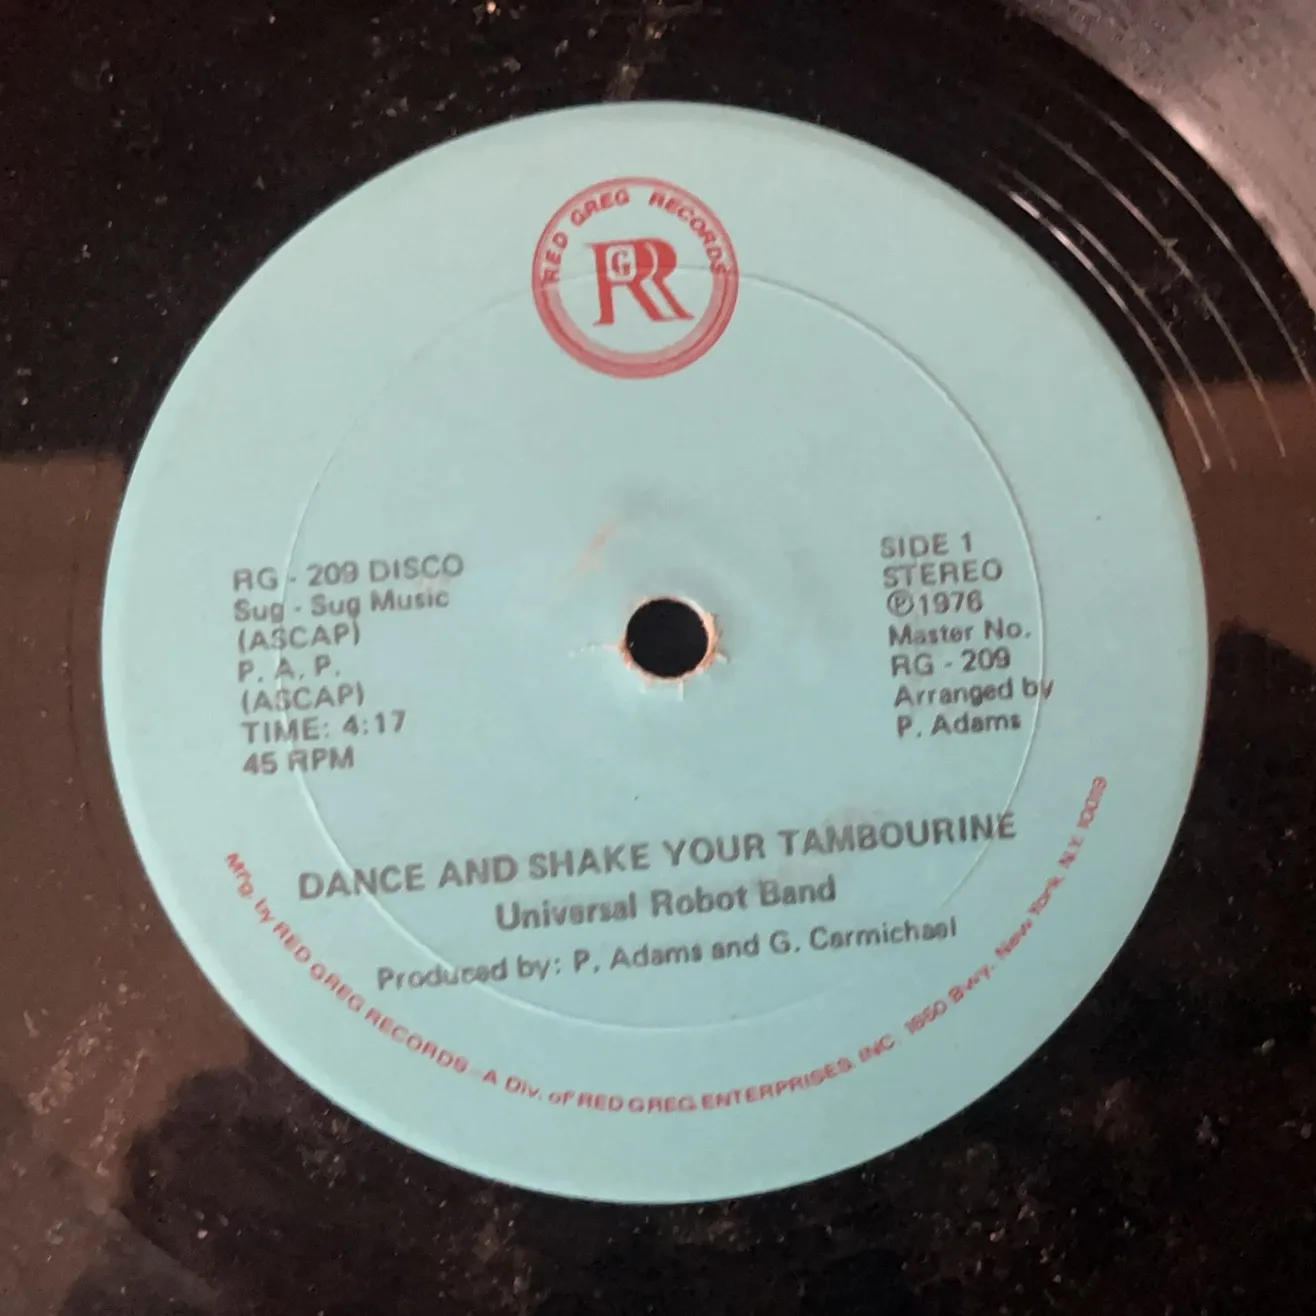 RED GREG RECORDS
RGR
RG - 209 DISCO
Sug - Sug Music
(ASCAP)
P. A. P.
(ASCAP)
TIME: 4:17
45 RPM
SIDE 1
STEREO
Ⓟ1976
Master No.
RG - 209
Arranged by
P. Adams
DANCE AND SHAKE YOUR TAMBOURINE
Universal Robot Band
Produced by: P. Adams and G. Carmichael
Mfg. by RED GREG RECORDS - A Div. of RED GREG ENTERPRISES, INC. 1650 Bwy. New York, N.Y. 10019